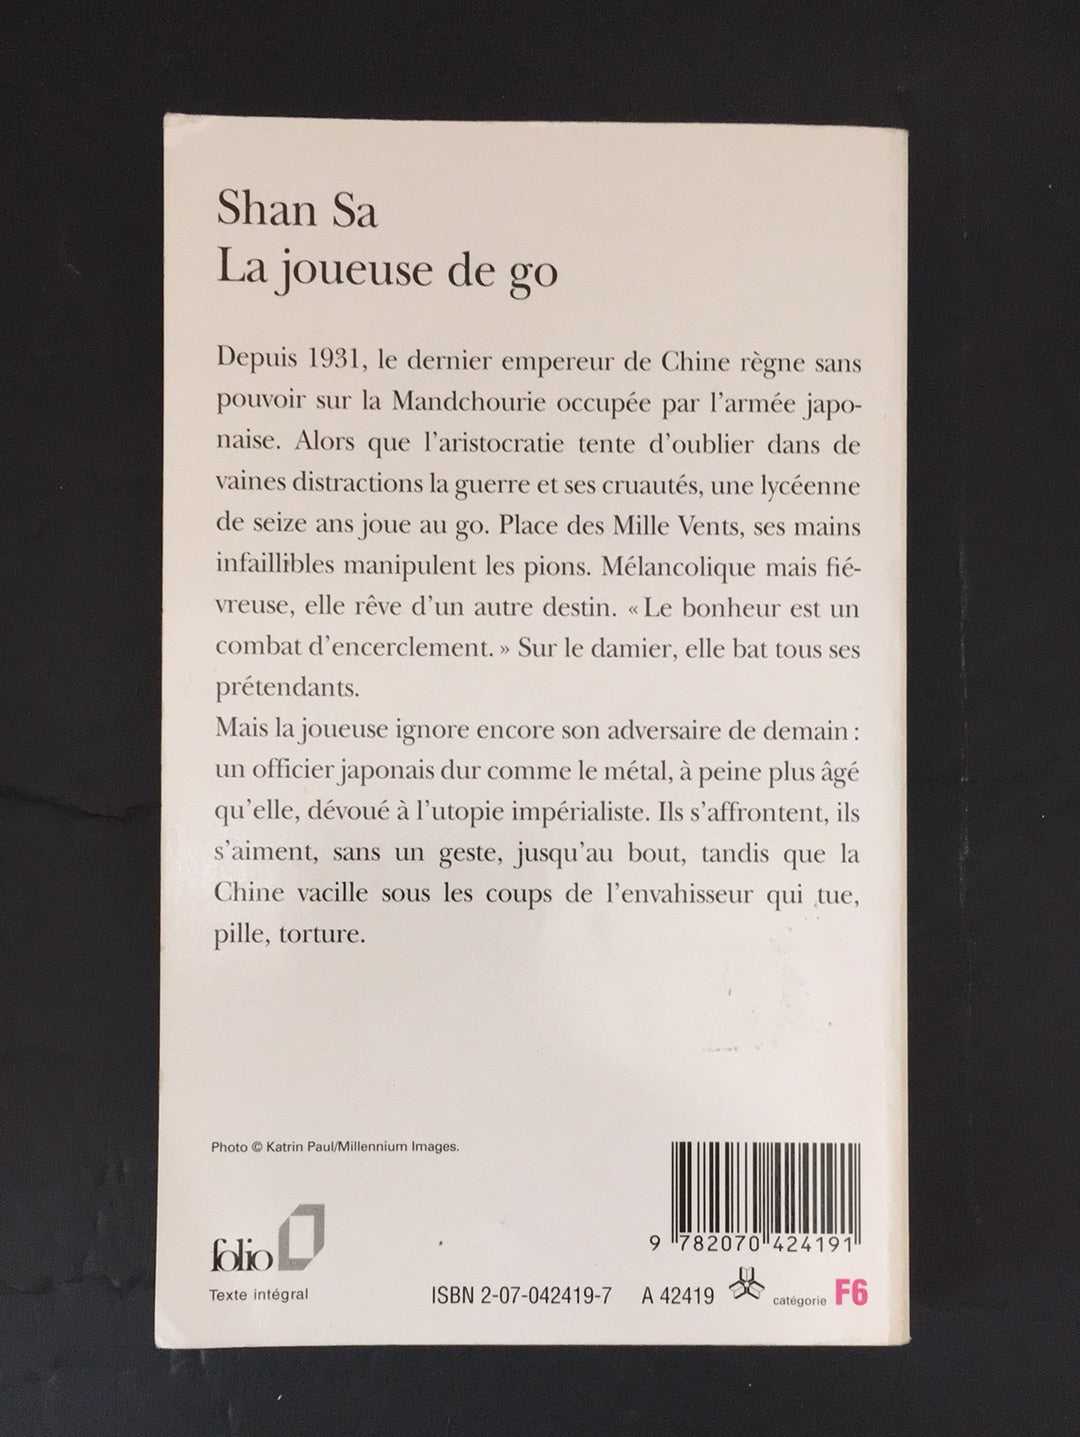 Shan Sa
La joueuse de go
Depuis 1931, le dernier empereur de Chine règne sans
pouvoir sur la Mandchourie occupée par l'armée japo-
naise. Alors que l'aristocratie tente d'oublier dans de
vaines distractions la guerre et ses cruautés, une lycéenne
de seize ans joue au go. Place des Mille Vents, ses mains
infaillibles manipulent les pions. Mélancolique mais fié-
vreuse, elle rêve d'un autre destin. « Le bonheur est un
combat d'encerclement. » Sur le damier, elle bat tous ses
prétendants.
Mais la joueuse ignore encore son adversaire de demain :
un officier japonais dur comme le métal, à peine plus âgé
qu'elle, dévoué à l'utopie impérialiste. Ils s'affrontent, ils
s'aiment, sans un geste, jusqu'au bout, tandis que la
Chine vacille sous les coups de l'envahisseur qui tue,
pille, torture.
Photo © Katrin Paul/Millennium Images.
9 782070 424191
folio
Texte intégral
ISBN 2-07-042419-7 A 42419 catégorie F6